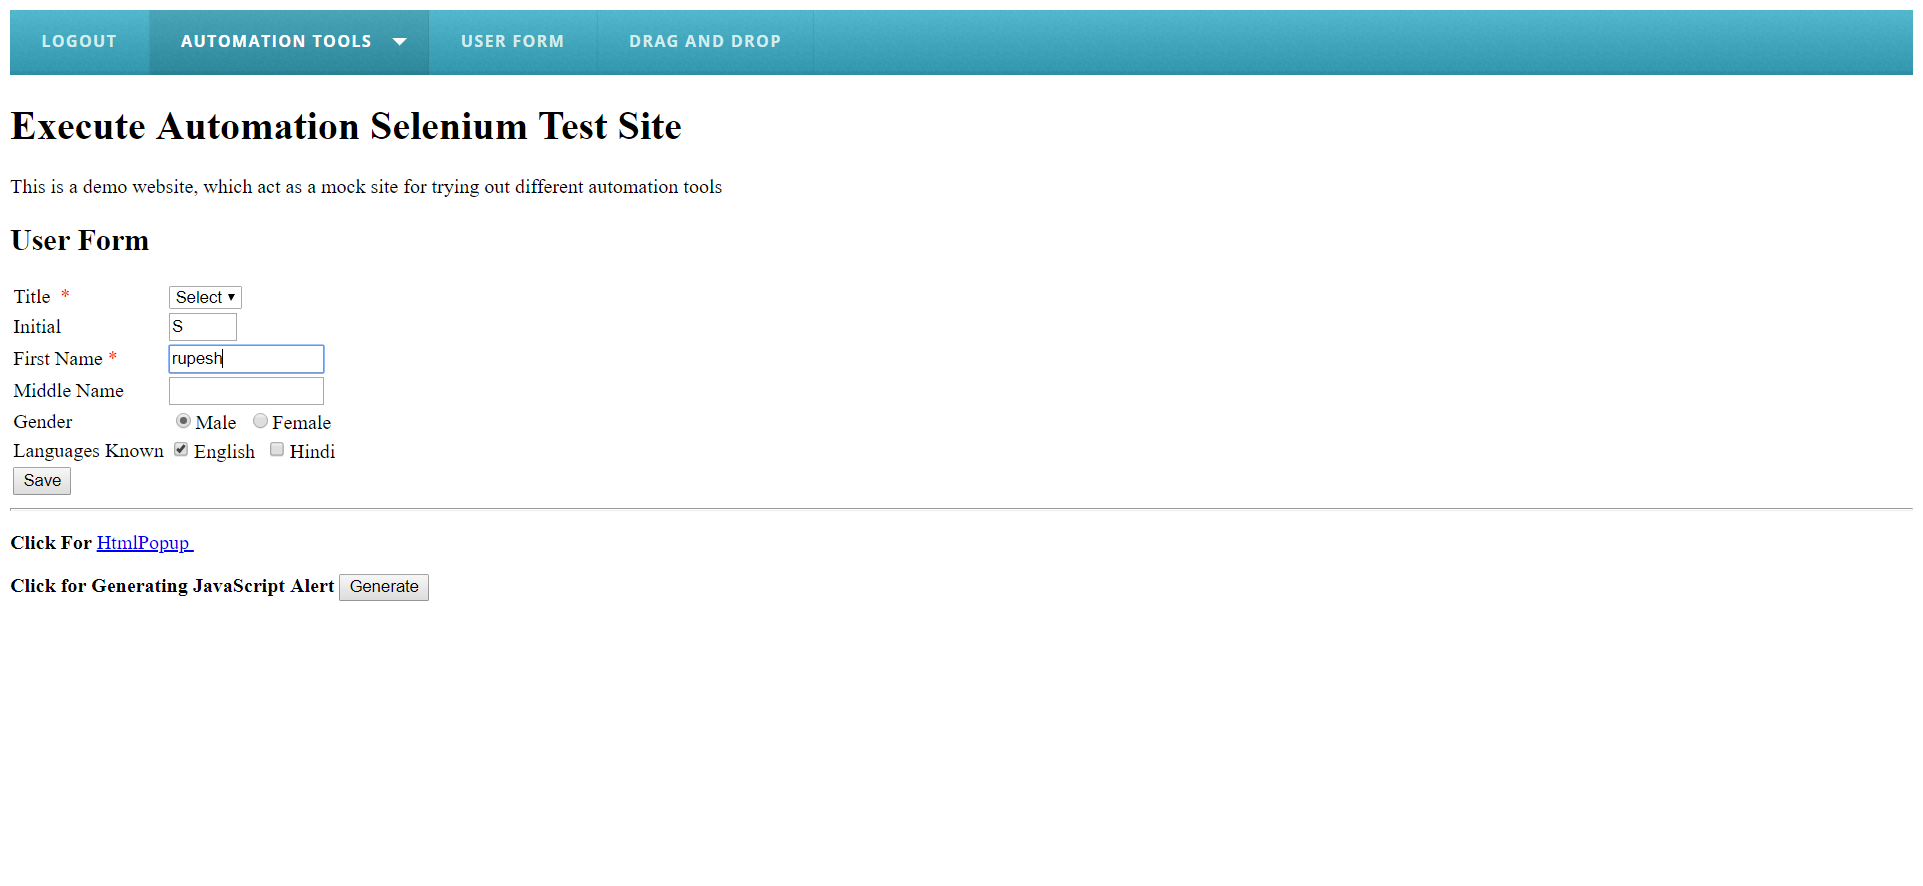 LOGOUT AUTOMATION TOOLS USER FORM DRAG AND DROP
Execute Automation Selenium Test Site
This is a demo website, which act as a mock site for trying out different automation tools
User Form
Title * Select
Initial S
First Name * rupesh
Middle Name
Gender Male Female
Languages Known English Hindi
Save
Click For HtmlPopup
Click for Generating JavaScript Alert Generate